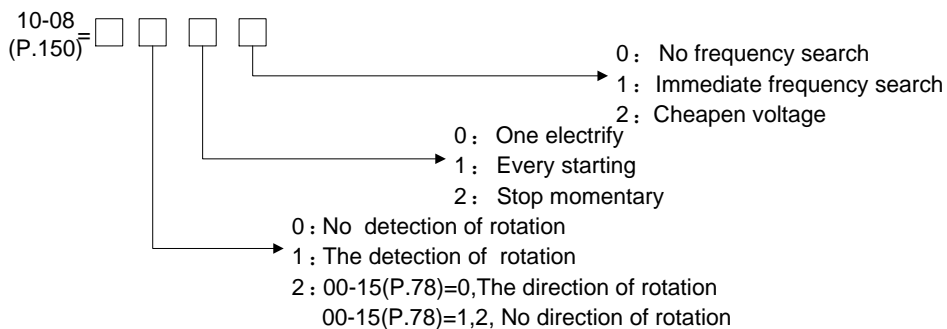 10-08
(P.150)=
0： No frequency search
1： Immediate frequency search
2：Cheapen voltage
0： One electrify
1： Every starting
2： Stop momentary
0：No detection of rotation
1：The detection of rotation
2：00-15(P.78)=0,The direction of rotation
00-15(P.78)=1,2, No direction of rotation